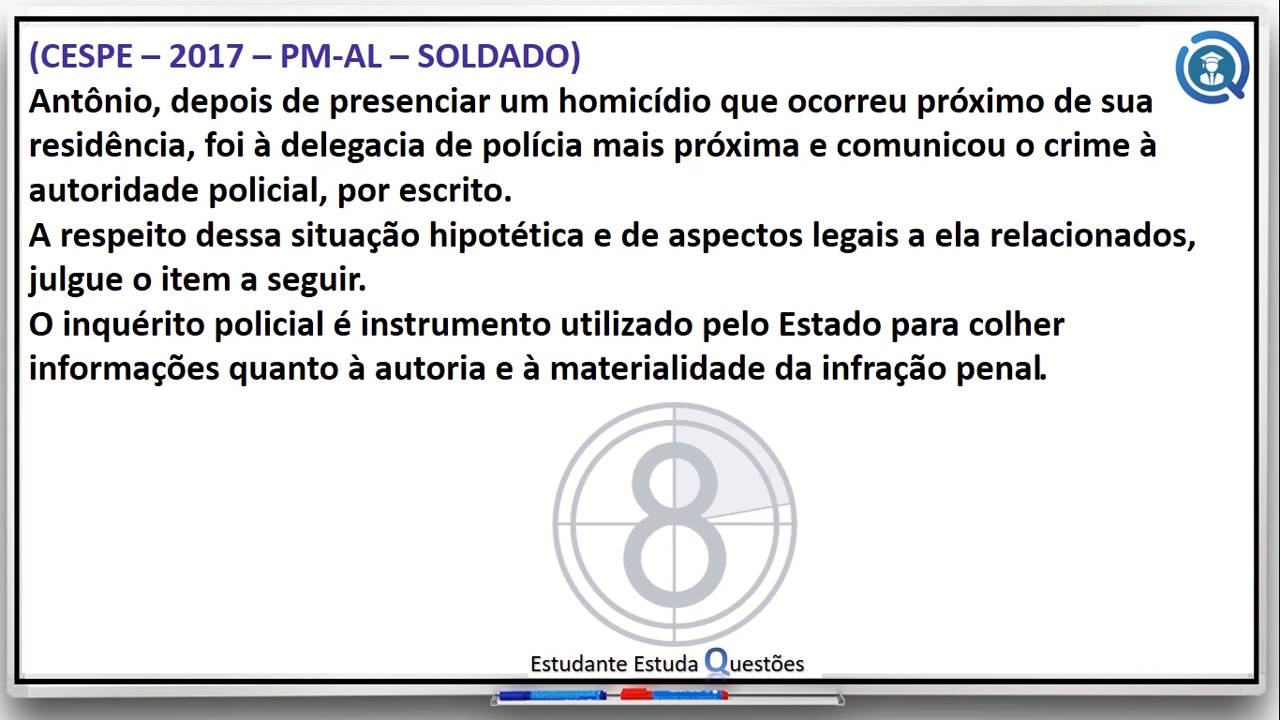 (CESPE – 2017 – PM-AL – SOLDADO)
Antônio, depois de presenciar um homicídio que ocorreu próximo de sua
residência, foi à delegacia de polícia mais próxima e comunicou o crime à
autoridade policial, por escrito.
A respeito dessa situação hipotética e de aspectos legais a ela relacionados,
julgue o item a seguir.
O inquérito policial é instrumento utilizado pelo Estado para colher
informações quanto à autoria e à materialidade da infração penal.
8
Estudante Estuda Questões